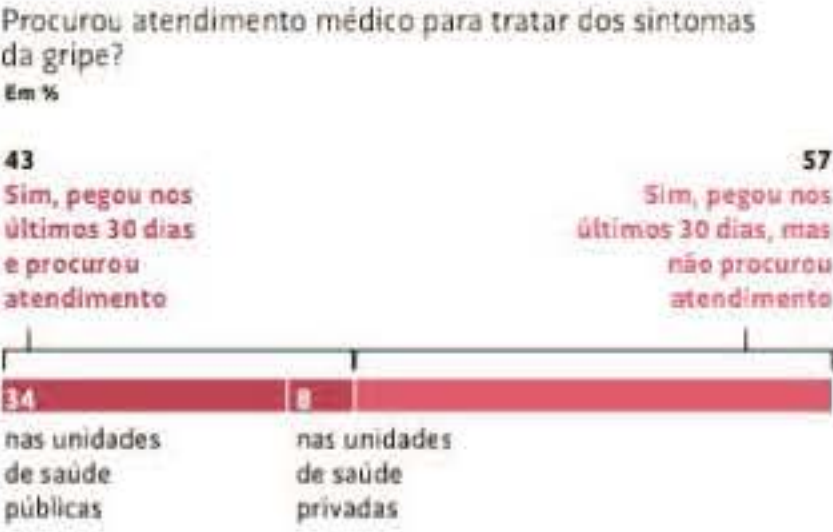 Procurou atendimento médico para tratar dos sintomas
da gripe?
Em %
43
Sim, pegou nos
últimos 30 dias
e procurou
atendimento
57
Sim, pegou nos
últimos 30 dias, mas
não procurou
atendimento
34
8
nas unidades
de saúde
públicas
nas unidades
de saúde
privadas